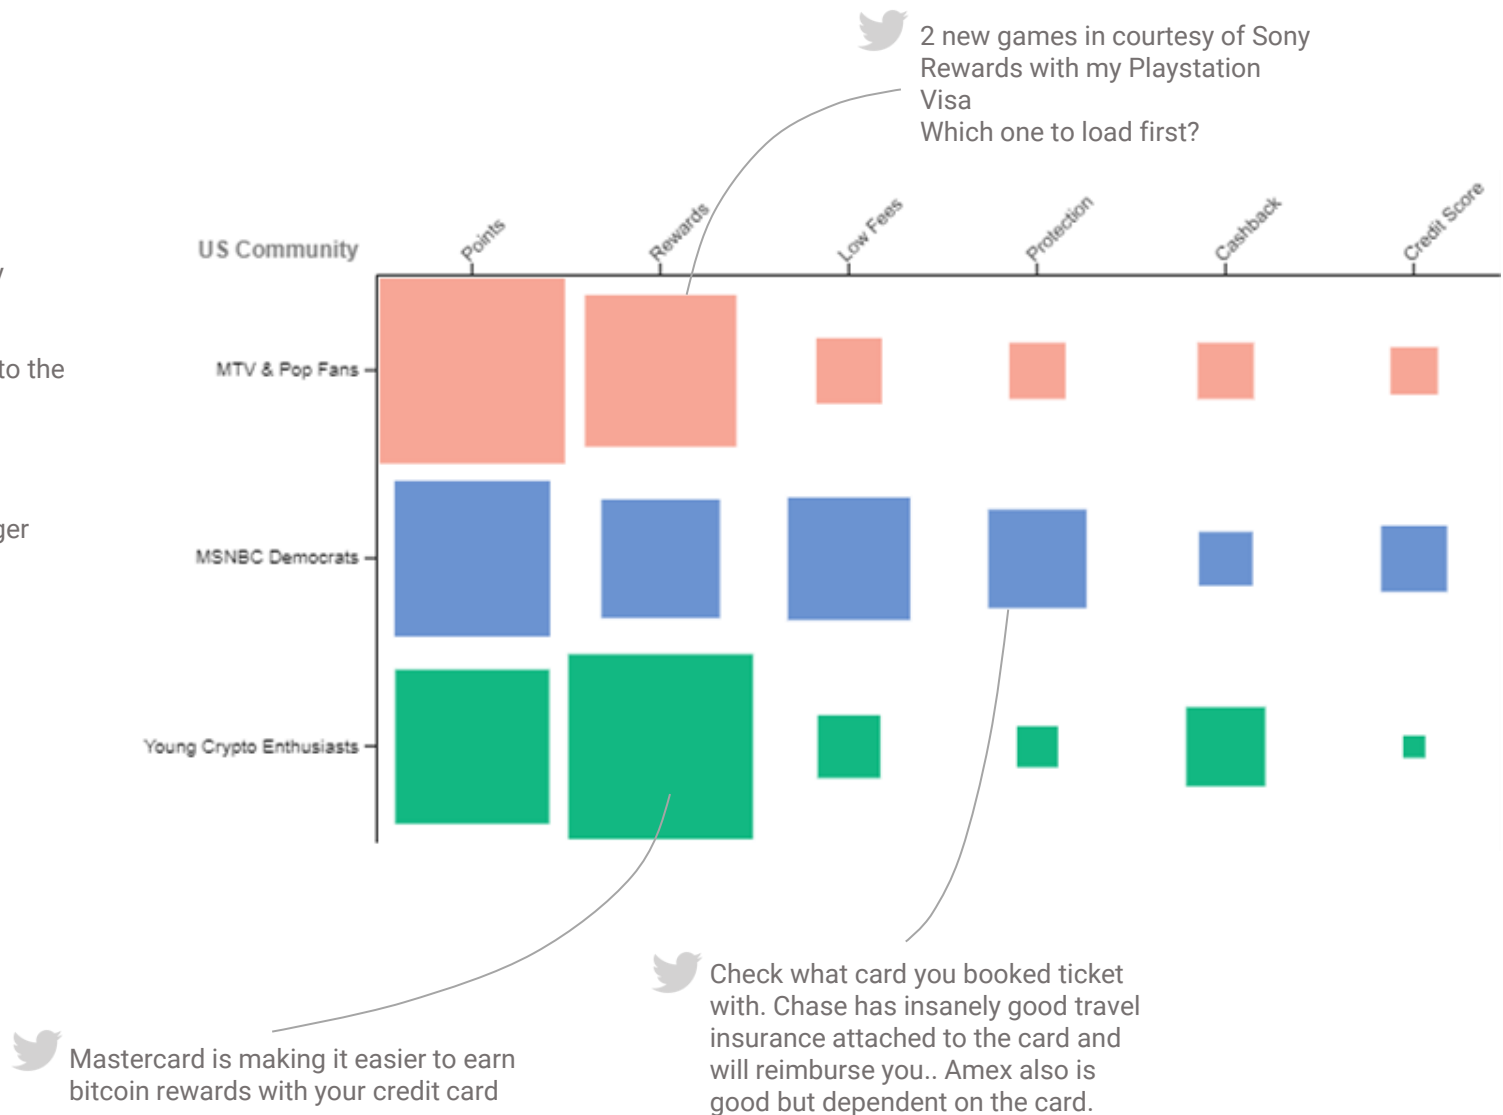 2 new games in courtesy of Sony
Rewards with my Playstation
Visa
Which one to load first?
US Community
Points
Rewards
Low Fees
Protection
Cashback
Credit Score
to the
MTV & Pop Fans
MSNBC Democrats
Young Crypto Enthusiasts
Mastercard is making it easier to earn
bitcoin rewards with your credit card
Check what card you booked ticket
with. Chase has insanely good travel
insurance attached to the card and
will reimburse you.. Amex also is
good but dependent on the card.